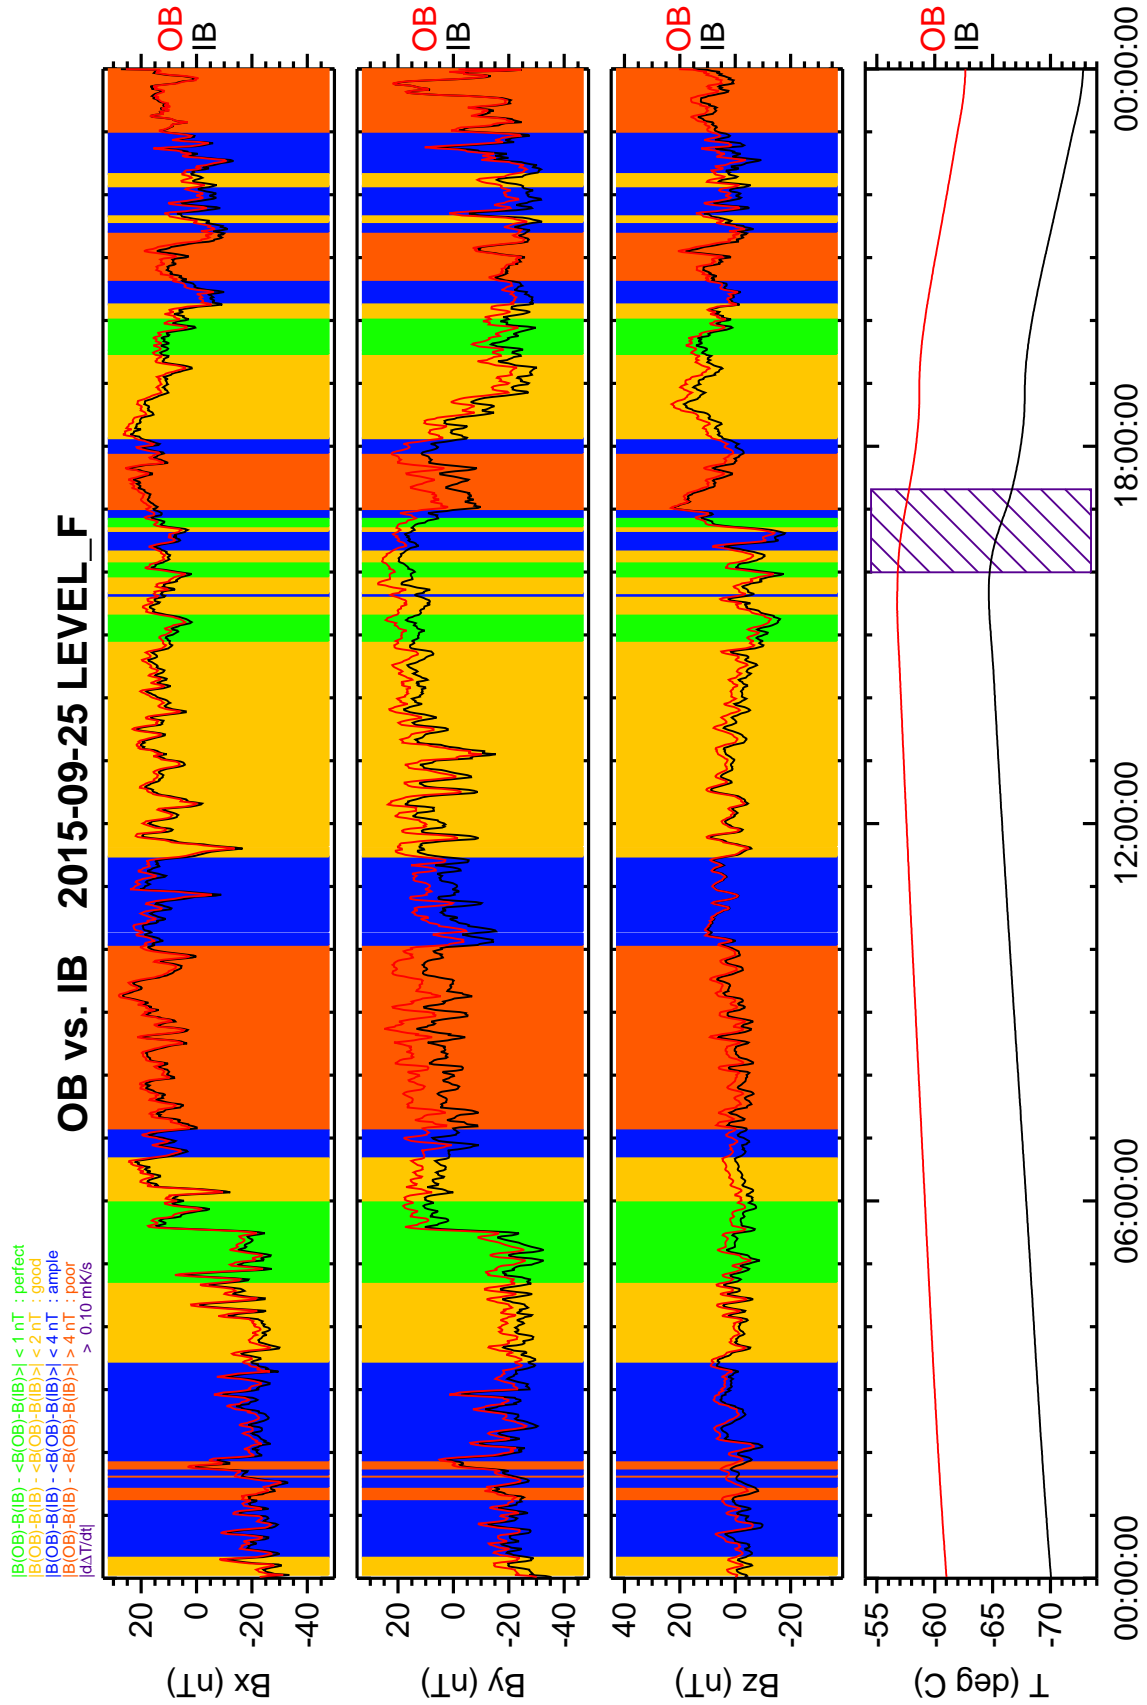 |B(OB)-B(IB) - <B(OB)-B(IB)>| < 1 nT : perfect
|B(OB)-B(IB) - <B(OB)-B(IB)>| < 2 nT : good
|B(OB)-B(IB) - <B(OB)-B(IB)>| < 4 nT : ample
|B(OB)-B(IB) - <B(OB)-B(IB)>| > 4 nT : poor
|dΔT/dt| > 0.10 mK/s
OB vs. IB 2015-09-25 LEVEL_F
Bx (nT)
20
0
-20
-40
OB
IB
By (nT)
20
0
-20
OB
IB
Bz (nT)
40
20
0
-20
OB
IB
T (deg C)
-55
-60
-65
-70
OB
IB
00:00:00
06:00:00
12:00:00
18:00:00
00:00:00